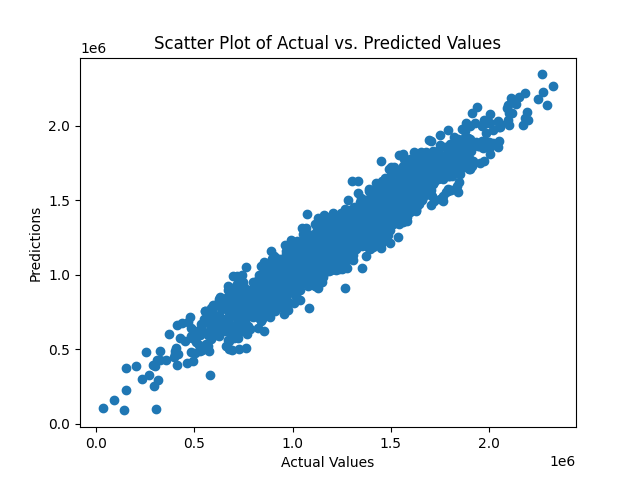 Scatter Plot of Actual vs. Predicted Values
1e6
2.0
1.5
1.0
0.5
0.0
Predictions
0.0 0.5 1.0 1.5 2.0
1e6
Actual Values